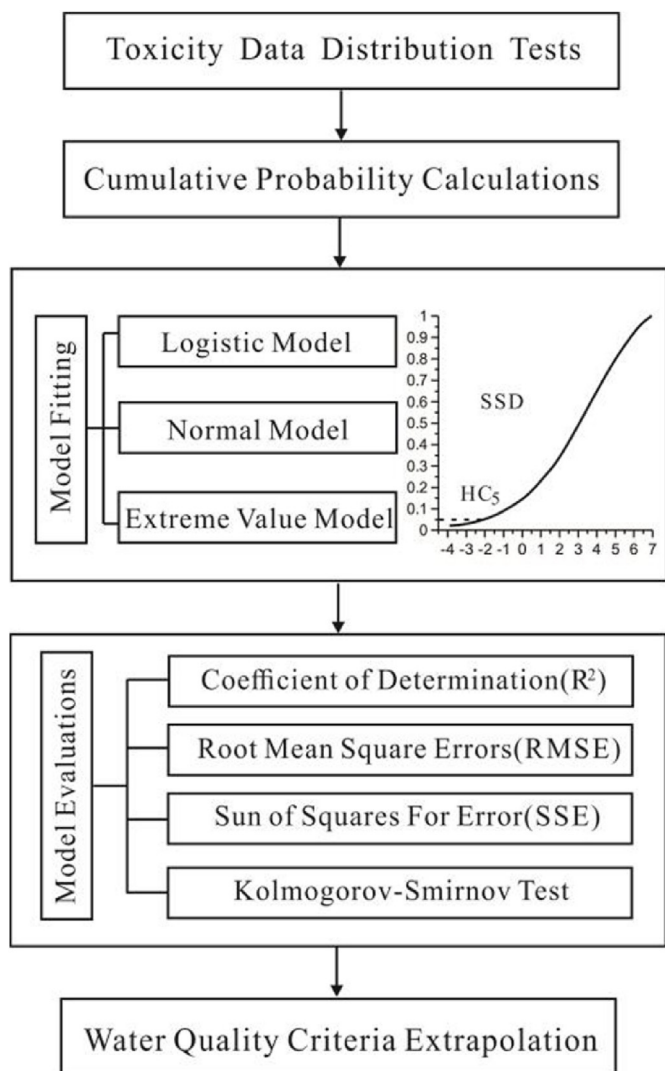 Toxicity Data Distribution Tests
Cumulative Probability Calculations
Model Fitting
Logistic Model
Normal Model
Extreme Value Model
1
0.9
0.8
0.7
0.6
0.5
0.4
0.3
0.2
0.1
0
SSD
HC₅
-4 -3 -2 -1 0 1 2 3 4 5 6 7
Model Evaluations
Coefficient of Determination(R²)
Root Mean Square Errors(RMSE)
Sun of Squares For Error(SSE)
Kolmogorov-Smirnov Test
Water Quality Criteria Extrapolation